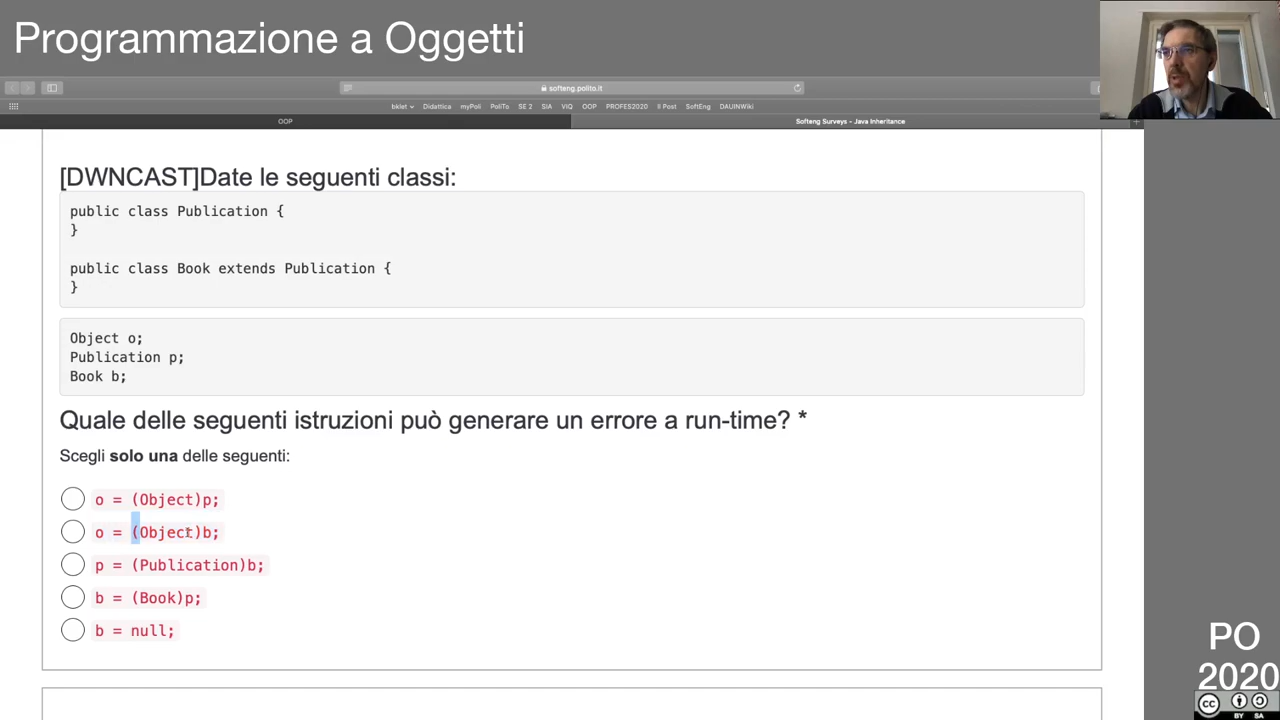 Programmazione a Oggetti
softeng.polito.it
bklet Didattica myPoli PoliTo SE 2 SIA VIQ OOP PROFES2020 Il Post SoftEng DAUINWiki
OOP
Softeng Surveys - Java Inheritance
[DWNCAST]Date le seguenti classi:
public class Publication {
}
public class Book extends Publication {
}
Object o;
Publication p;
Book b;
Quale delle seguenti istruzioni può generare un errore a run-time? *
Scegli solo una delle seguenti:
o = (Object)p;
o = (Object)b;
p = (Publication)b;
b = (Book)p;
b = null;
PO
2020
cc
BY SA